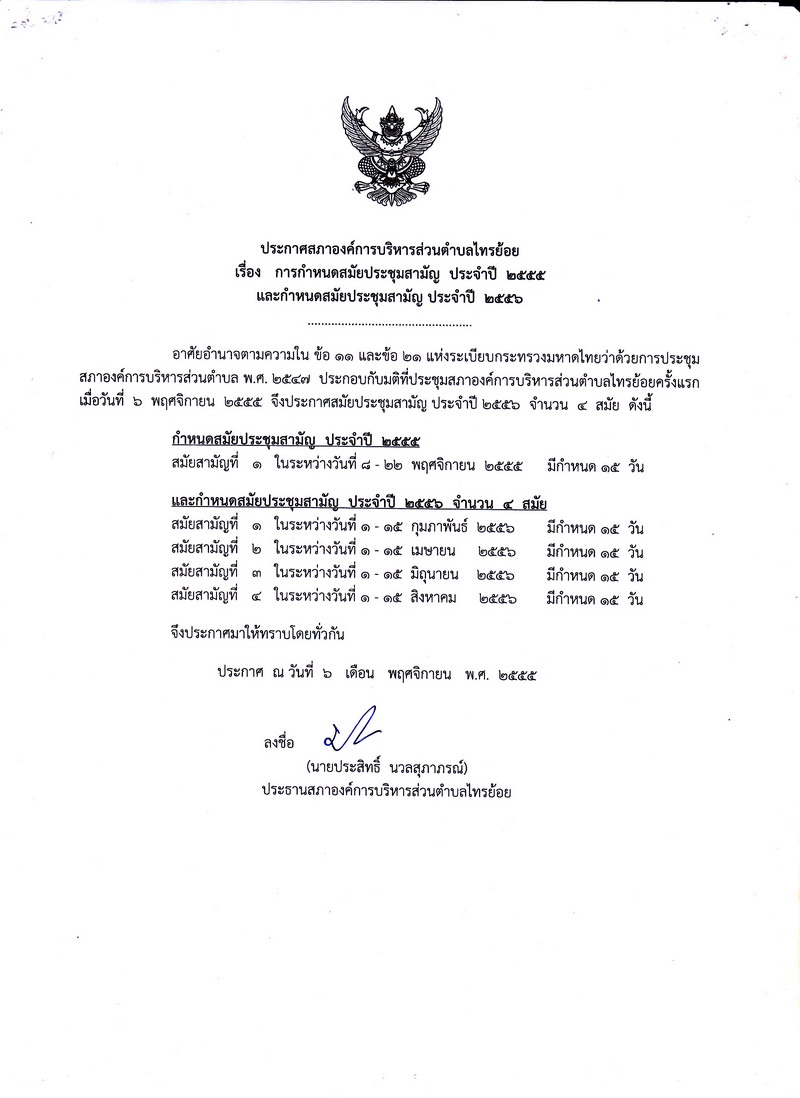 ประกาศสภาองค์การบริหารส่วนตำบลไทรย้อย
เรื่อง การกำหนดสมัยประชุมสามัญ ประจำปี ๒๕๕๕
และกำหนดสมัยประชุมสามัญ ประจำปี ๒๕๕๖
อาศัยอำนาจตามความใน ข้อ ๑๑ และข้อ ๒๑ แห่งระเบียบกระทรวงมหาดไทยว่าด้วยการประชุม
สภาองค์การบริหารส่วนตำบล พ.ศ. ๒๕๔๗ ประกอบกับมติที่ประชุมสภาองค์การบริหารส่วนตำบลไทรย้อยครั้งแรก
เมื่อวันที่ ๖ พฤศจิกายน ๒๕๕๕ จึงประกาศสมัยประชุมสามัญ ประจำปี ๒๕๕๖ จำนวน ๔ สมัย ดังนี้
กำหนดสมัยประชุมสามัญ ประจำปี ๒๕๕๕
สมัยสามัญที่ ๑ ในระหว่างวันที่ ๘ - ๒๒ พฤศจิกายน ๒๕๕๕ มีกำหนด ๑๕ วัน
และกำหนดสมัยประชุมสามัญ ประจำปี ๒๕๕๖ จำนวน ๔ สมัย
สมัยสามัญที่ ๑ ในระหว่างวันที่ ๑ - ๑๕ กุมภาพันธ์ ๒๕๕๖ มีกำหนด ๑๕ วัน
สมัยสามัญที่ ๒ ในระหว่างวันที่ ๑ - ๑๕ เมษายน ๒๕๕๖ มีกำหนด ๑๕ วัน
สมัยสามัญที่ ๓ ในระหว่างวันที่ ๑ - ๑๕ มิถุนายน ๒๕๕๖ มีกำหนด ๑๕ วัน
สมัยสามัญที่ ๔ ในระหว่างวันที่ ๑ - ๑๕ สิงหาคม ๒๕๕๖ มีกำหนด ๑๕ วัน
จึงประกาศมาให้ทราบโดยทั่วกัน
ประกาศ ณ วันที่ ๖ เดือน พฤศจิกายน พ.ศ. ๒๕๕๕
ลงชื่อ
(นายประสิทธิ์ นวลสุภาภรณ์)
ประธานสภาองค์การบริหารส่วนตำบลไทรย้อย